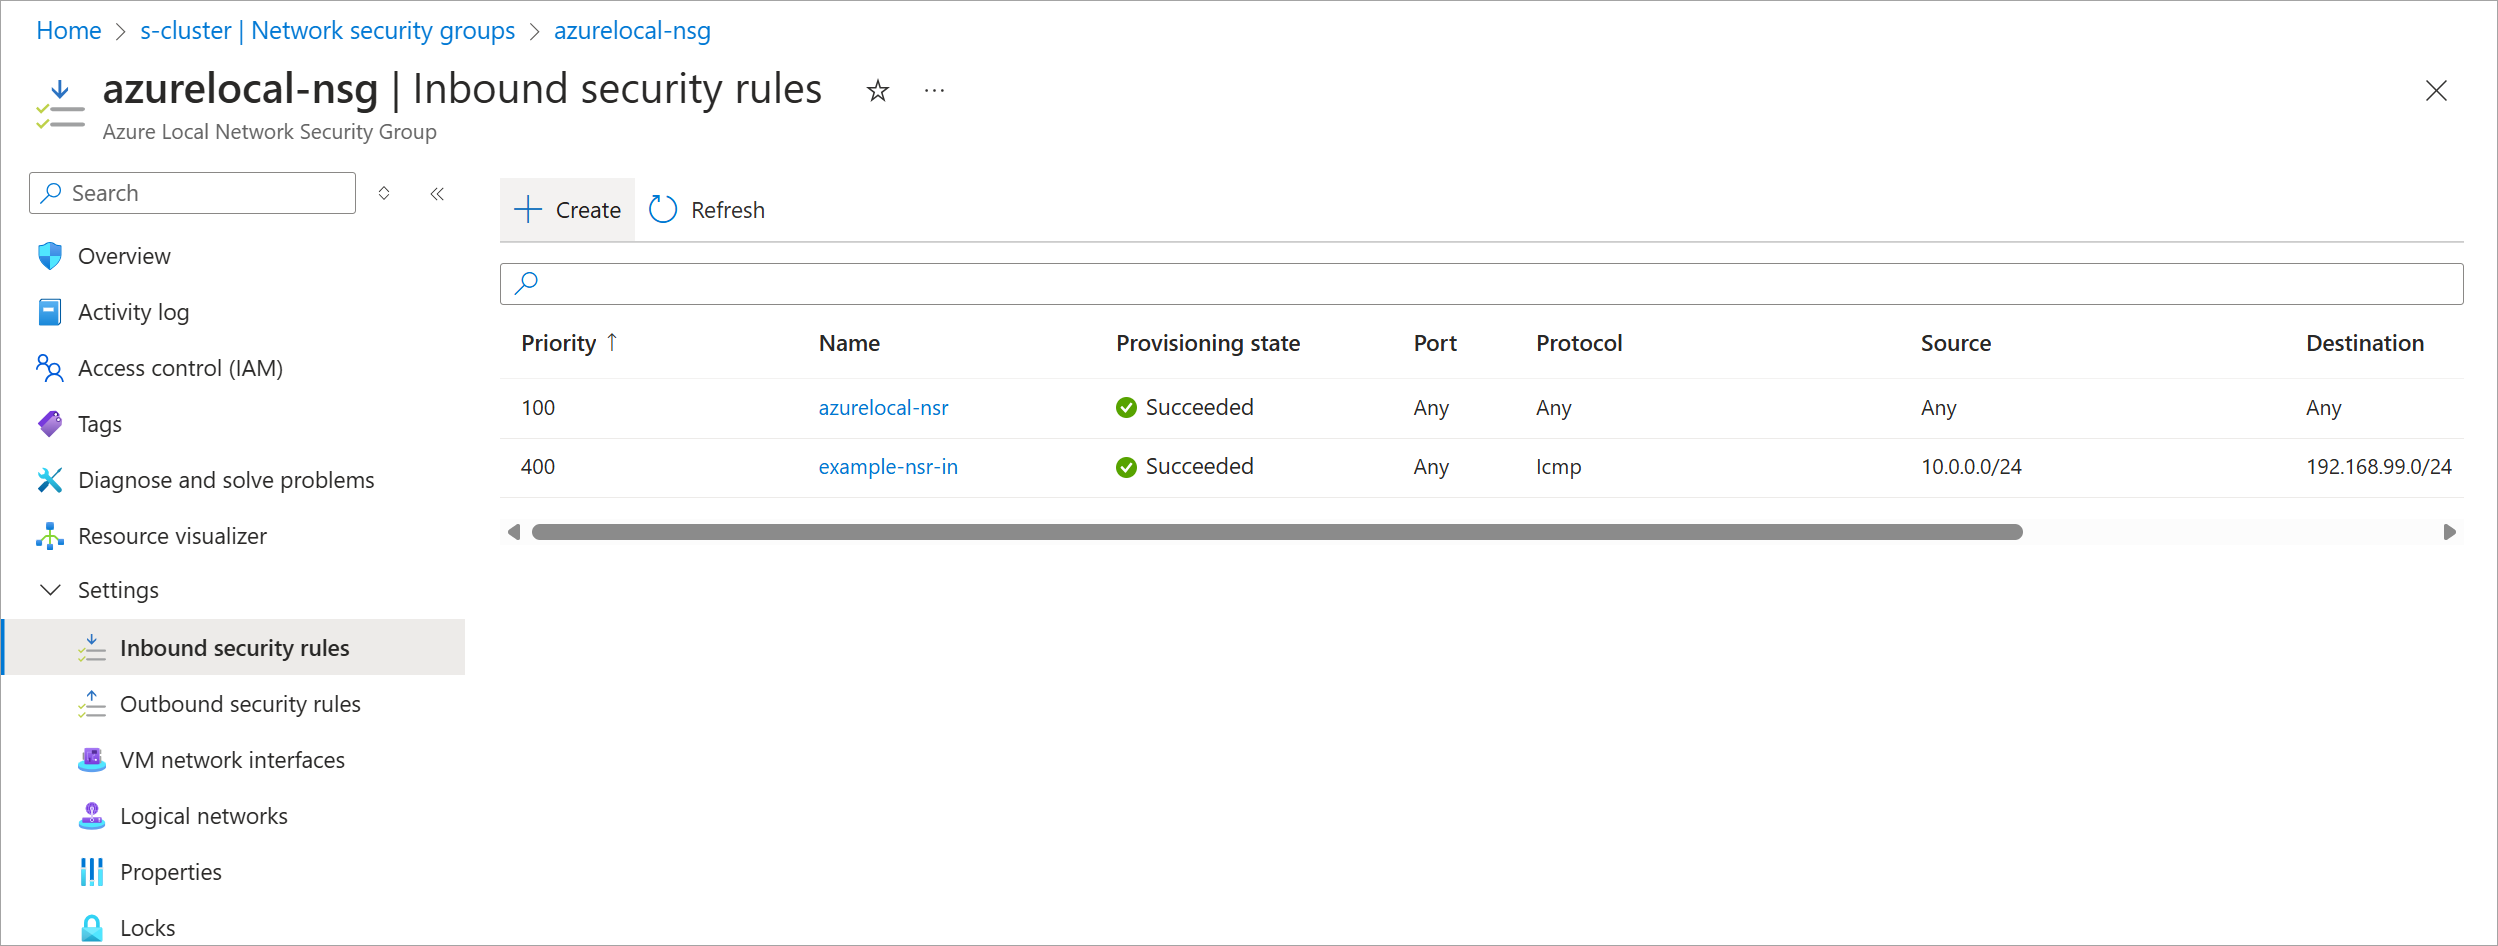 Home > s-cluster | Network security groups > azurelocal-nsg
azurelocal-nsg | Inbound security rules
Azure Local Network Security Group
Search
Create Refresh
Overview
Activity log
Access control (IAM)
Tags
Diagnose and solve problems
Resource visualizer
Settings
Inbound security rules
Outbound security rules
VM network interfaces
Logical networks
Properties
Locks
Priority ↑ Name Provisioning state Port Protocol Source Destination
100 azurelocal-nsr Succeeded Any Any Any Any
400 example-nsr-in Succeeded Any Icmp 10.0.0.0/24 192.168.99.0/24